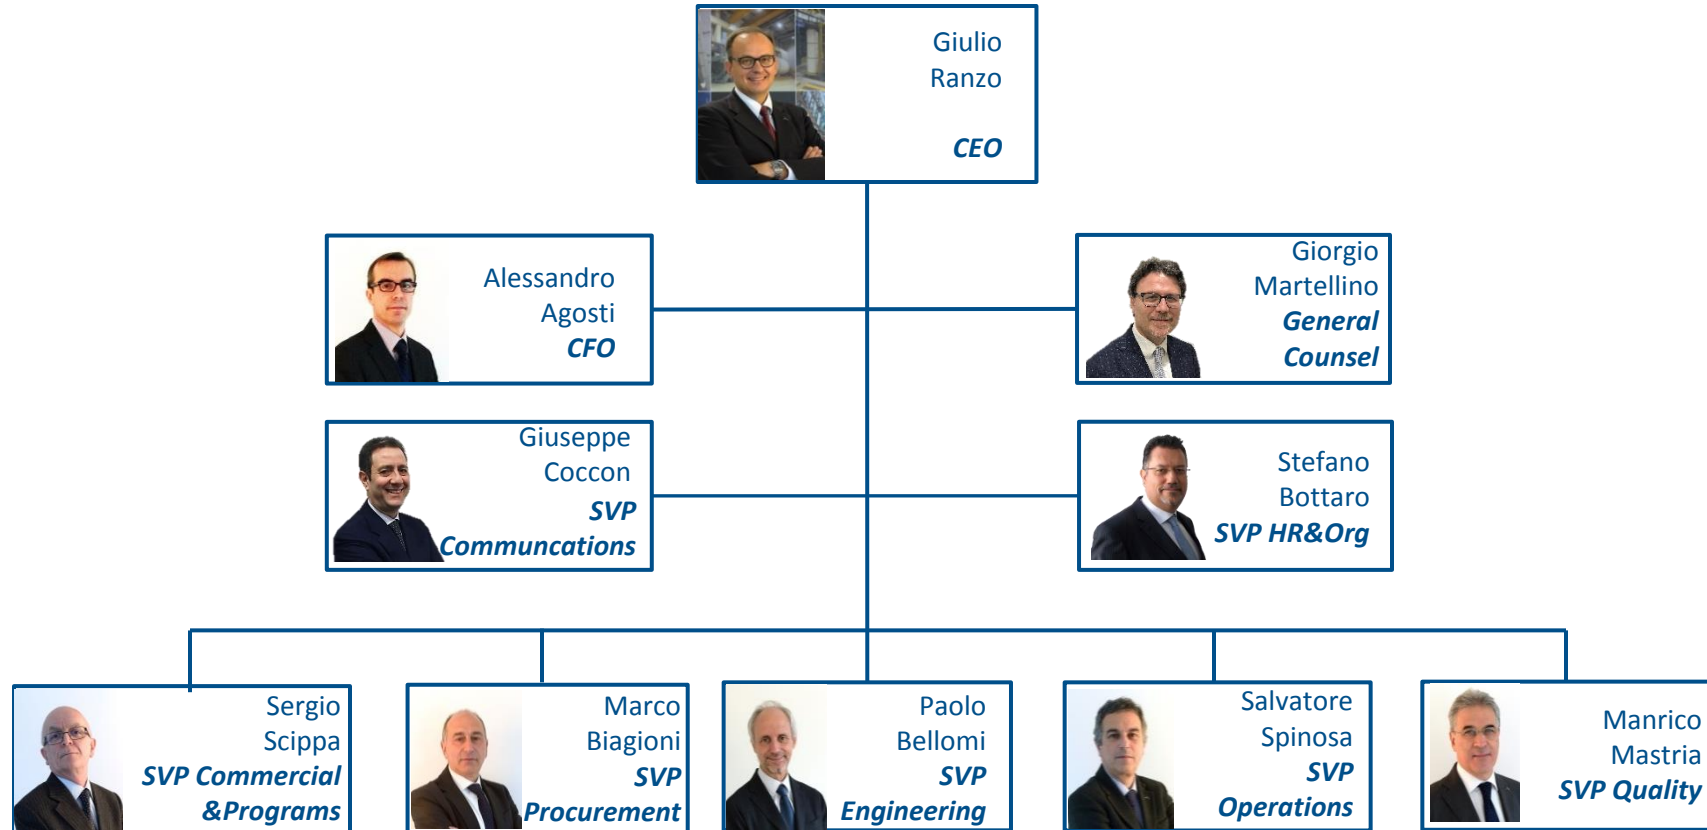 Giulio
Ranzo
CEO
Alessandro
Agosti
CFO
Giorgio
Martellino
General
Counsel
Giuseppe
Coccon
SVP
Communcations
Stefano
Bottaro
SVP HR&Org
Sergio
Scippa
SVP Commercial
&Programs
Marco
Biagioni
SVP
Procurement
Paolo
Bellomi
SVP
Engineering
Salvatore
Spinosa
SVP
Operations
Manrico
Mastria
SVP Quality